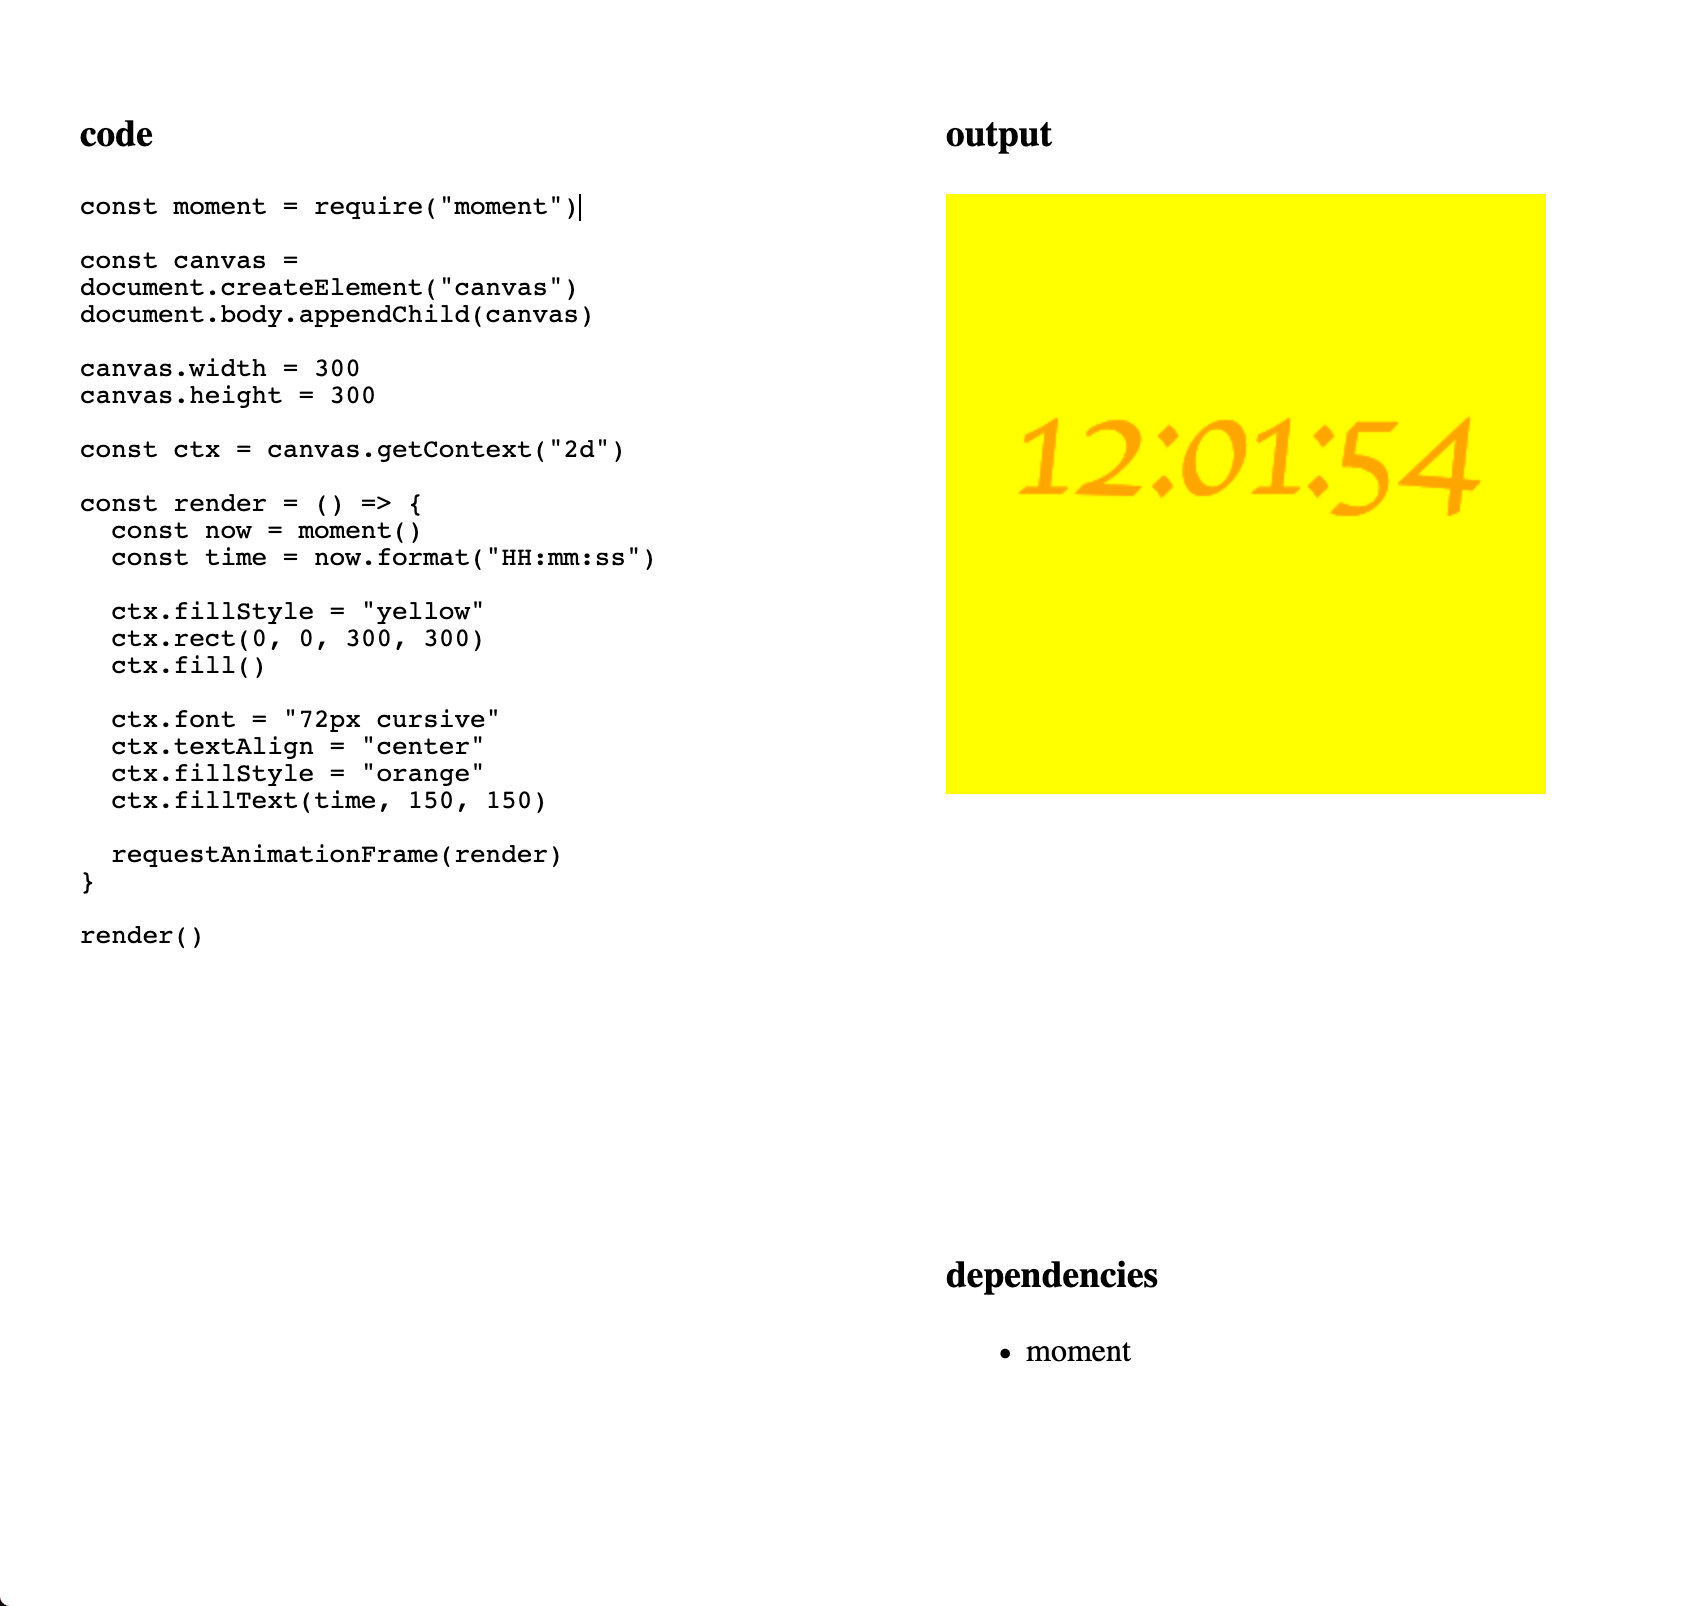 code
const moment = require("moment")
const canvas =
document.createElement("canvas")
document.body.appendChild(canvas)
canvas.width = 300
canvas.height = 300
const ctx = canvas.getContext("2d")
const render = () => {
  const now = moment()
  const time = now.format("HH:mm:ss")
  ctx.fillStyle = "yellow"
  ctx.rect(0, 0, 300, 300)
  ctx.fill()
  ctx.font = "72px cursive"
  ctx.textAlign = "center"
  ctx.fillStyle = "orange"
  ctx.fillText(time, 150, 150)
  requestAnimationFrame(render)
}
render()
output
12:01:54
dependencies
• moment